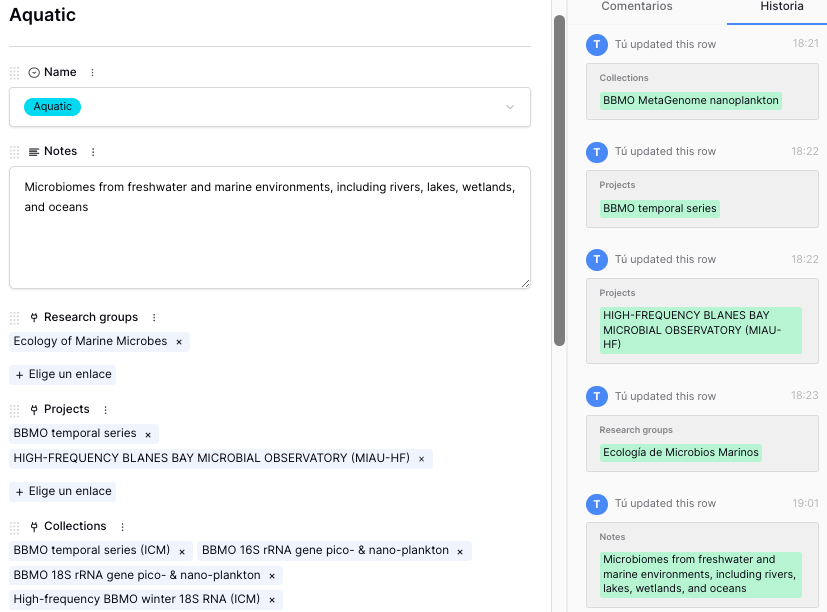 Aquatic
Name
Aquatic
Notes
Microbiomes from freshwater and marine environments, including rivers, lakes, wetlands,
and oceans
Research groups
Ecology of Marine Microbes ×
+ Elige un enlace
Projects
BBMO temporal series ×
HIGH-FREQUENCY BLANES BAY MICROBIAL OBSERVATORY (MIAU-HF) ×
+ Elige un enlace
Collections
BBMO temporal series (ICM) × BBMO 16S rRNA gene pico- & nano-plankton ×
BBMO 18S rRNA gene pico- & nano-plankton ×
High-frequency BBMO winter 18S RNA (ICM) ×
Comentarios Historia
T Tú updated this row 18:21
Collections
BBMO MetaGenome nanoplankton
T Tú updated this row 18:22
Projects
BBMO temporal series
T Tú updated this row 18:22
Projects
HIGH-FREQUENCY BLANES BAY
MICROBIAL OBSERVATORY (MIAU-
HF)
T Tú updated this row 18:23
Research groups
Ecología de Microbios Marinos
T Tú updated this row 19:01
Notes
Microbiomes from freshwater and
marine environments, including rivers,
lakes, wetlands, and oceans